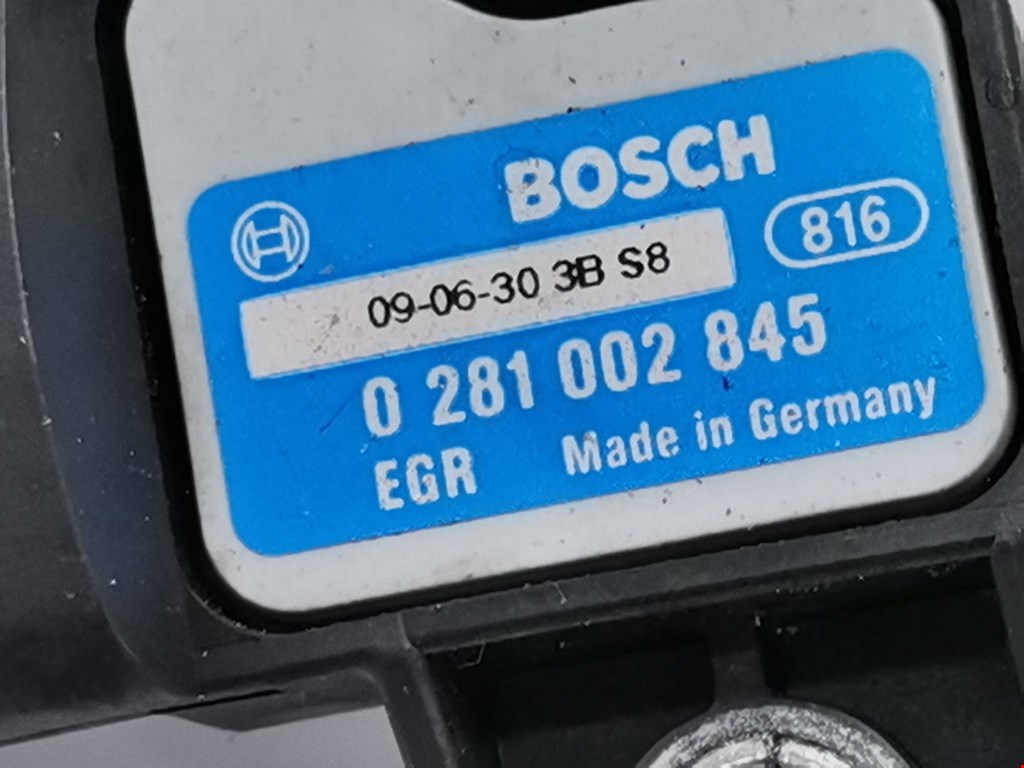 BOSCH
816
09-06-30 3B S8
0 281 002 845
EGR Made in Germany